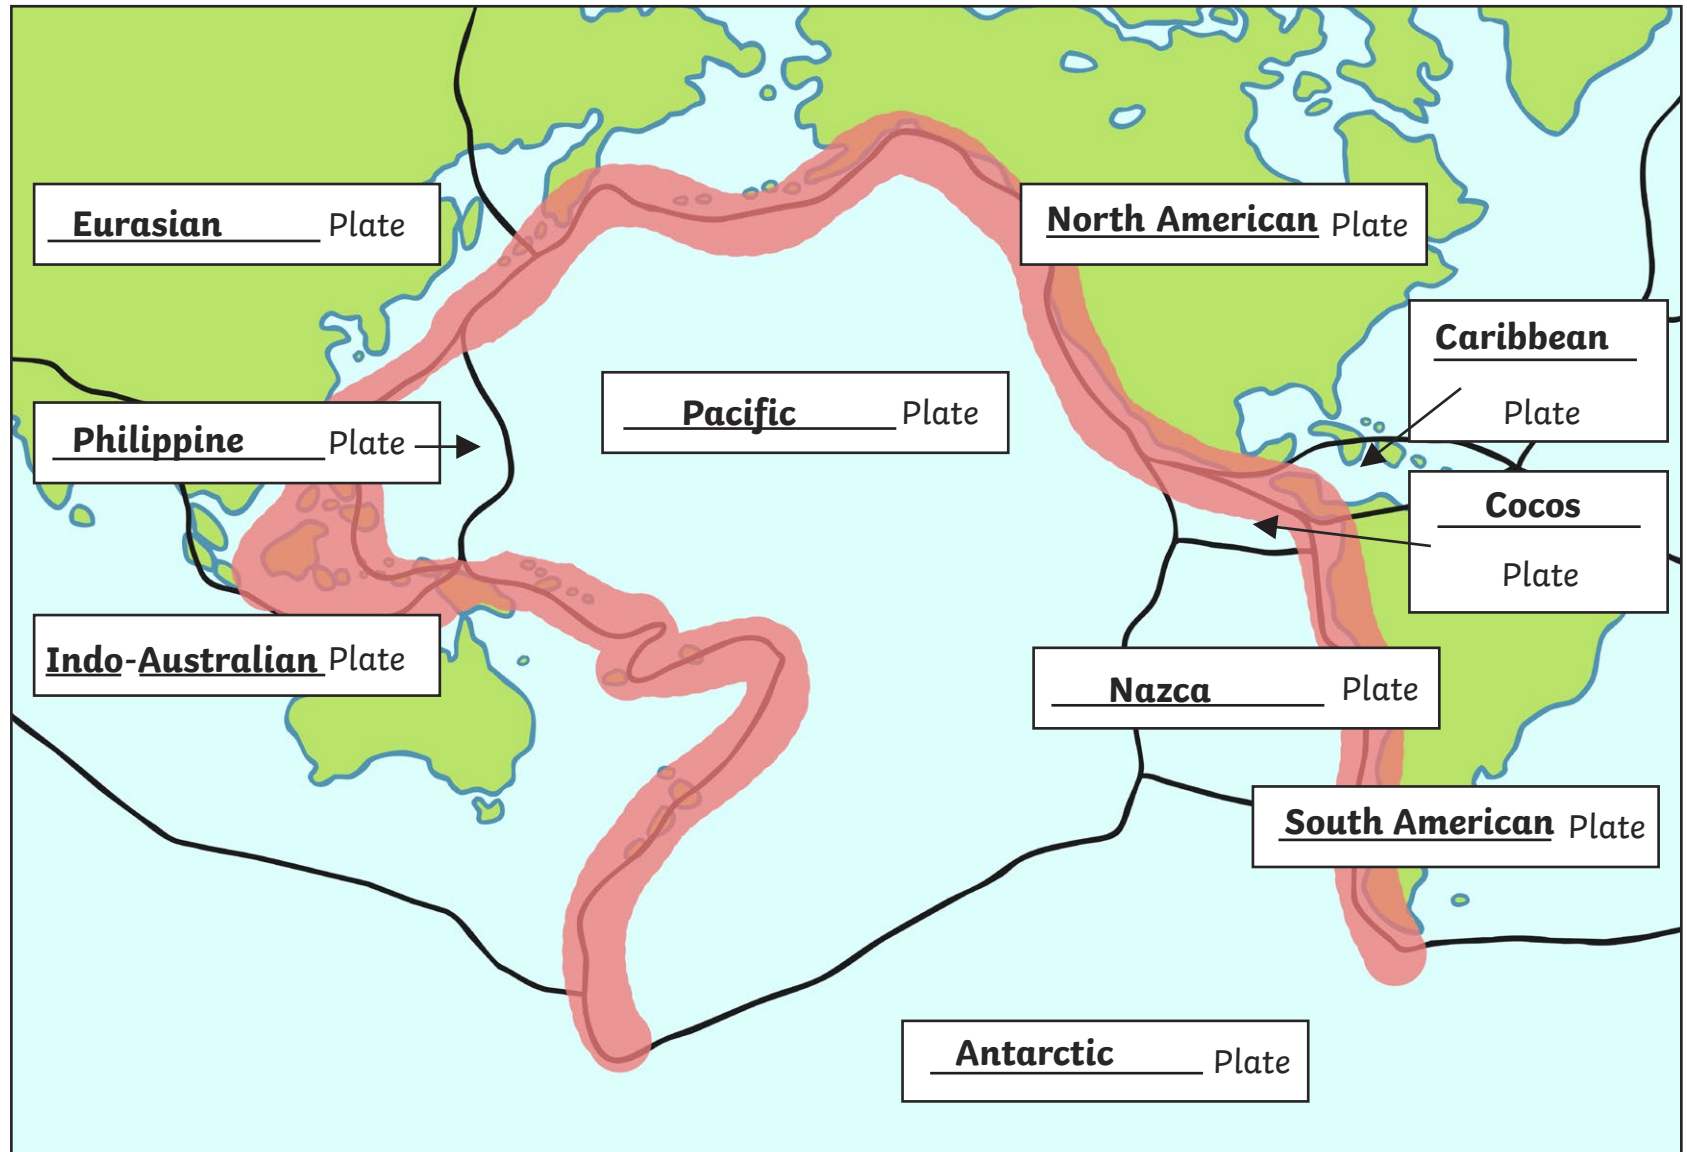 Eurasian Plate
North American Plate
Caribbean
Plate
Philippine Plate
Pacific Plate
Cocos
Plate
Indo-Australian Plate
Nazca Plate
South American Plate
Antarctic Plate